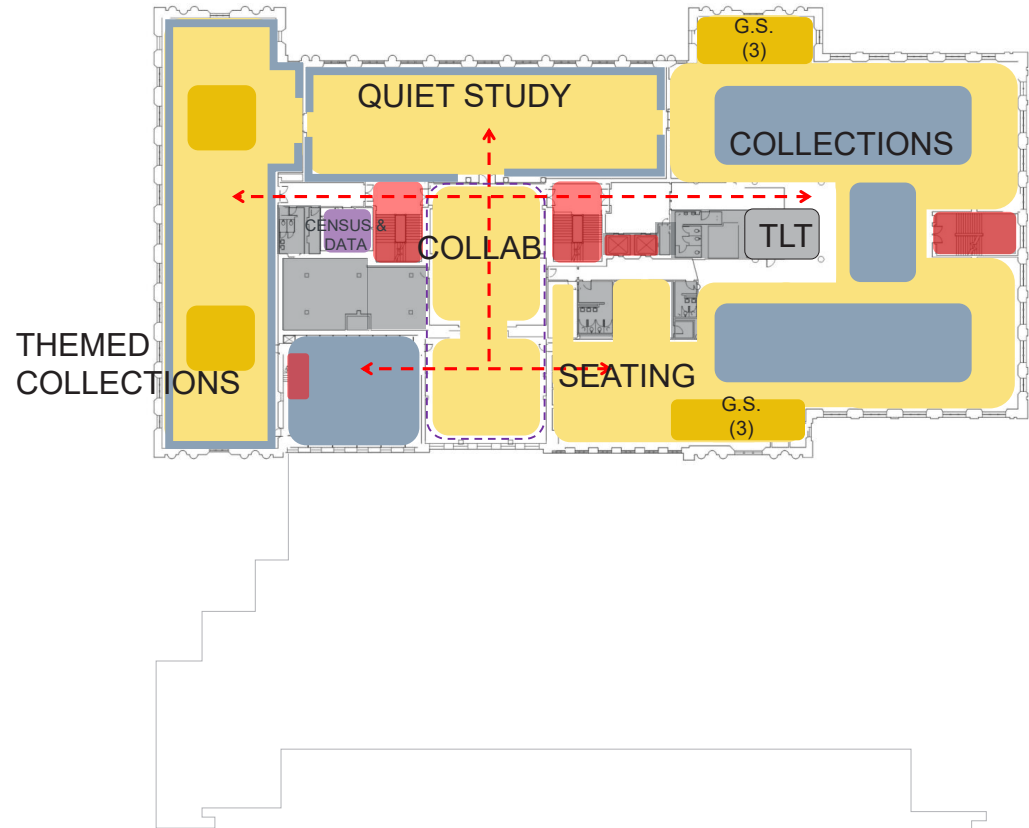 G.S.
(3)
QUIET STUDY
COLLECTIONS
CENSUS &
DATA
COLLAB
TLT
THEMED
COLLECTIONS
SEATING
G.S.
(3)